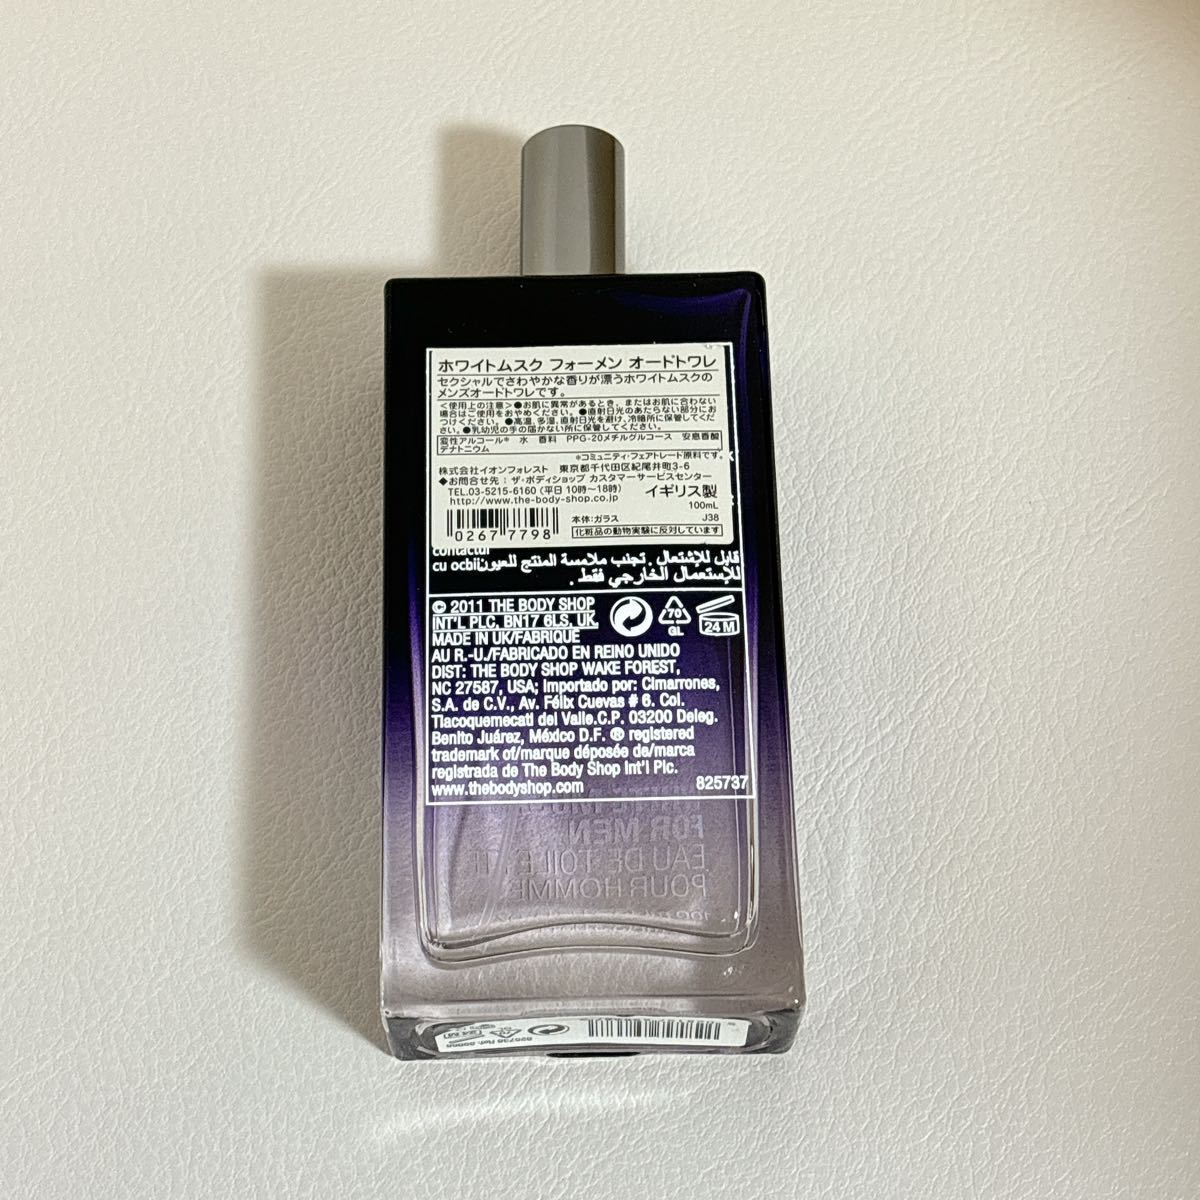 ホワイトムスク フォーメン オードトワレ
セクシャルでさわやかな香りが漂うホワイトムスクの
メンズオードトワレです。
＜使用上の注意＞●お肌に異常があるとき、またはお肌に合わない
場合はご使用をおやめください。●直射日光のあたらない部分にお
つけください。●高温、多湿、直射日光を避け、冷暗所に保管してくだ
さい。●乳幼児の手の届かない所に保管してください。
変性アルコール* 水 香料 PPG-20メチルグルコース 安息香酸
デナトニウム
*コミュニティ・フェアトレード原料です。
株式会社イオンフォレスト 東京都千代田区紀尾井町3-6
◆お問合せ先：ザ・ボディショップ カスタマーサービスセンター
TEL.03-5215-6160 (平日 10時～18時)
http://www.the-body-shop.co.jp
イギリス製
100mL
本体：ガラス J38
化粧品の動物実験に反対しています
0267 7798
contactul
cu ochii
قابل للإشتعال . تجنب ملامسة المنتج للعيون
للإستعمال الخارجي فقط .
© 2011 THE BODY SHOP
INT'L PLC, BN17 6LS, UK.
MADE IN UK/FABRIQUE
AU R.-U./FABRICADO EN REINO UNIDO
DIST: THE BODY SHOP WAKE FOREST,
NC 27587, USA; Importado por: Cimarrones,
S.A. de C.V., Av. Félix Cuevas # 6. Col.
Tlacoquemecatl del Valle.C.P. 03200 Deleg.
Benito Juárez, México D.F. ® registered
trademark of/marque déposée de/marca
registrada de The Body Shop Int'l Plc.
www.thebodyshop.com 825737
70
GL
24 M
FOR MEN
EAU DE TOILETTE
POUR HOMME